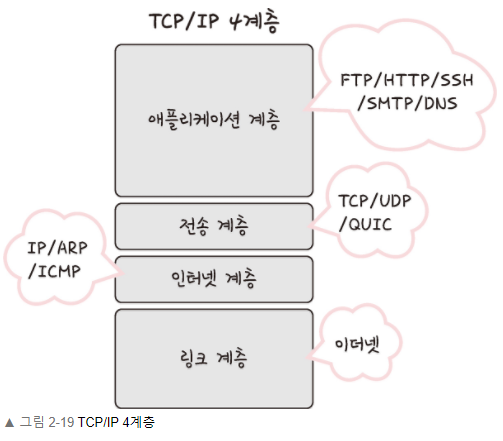 TCP/IP 4계층
애플리케이션 계층
FTP/HTTP/SSH
/SMTP/DNS
전송 계층
TCP/UDP
/QUIC
IP/ARP
/ICMP
인터넷 계층
링크 계층
이더넷
▲ 그림 2-19 TCP/IP 4계층